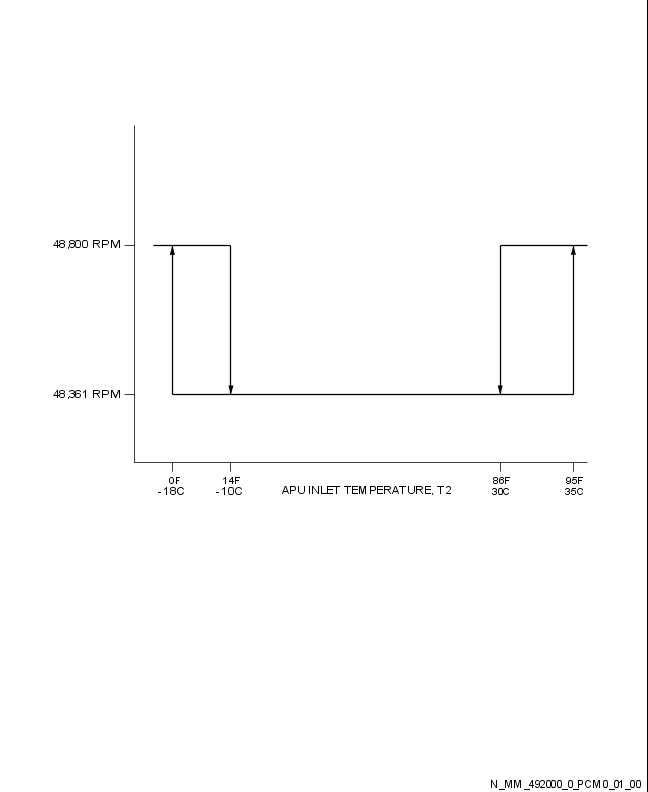 48,800 RPM
48,361 RPM
0F
-18C
14F
-10C
APU INLET TEMPERATURE, T2
86F
30C
95F
35C
N_MM_492000_0_PCM0_01_00